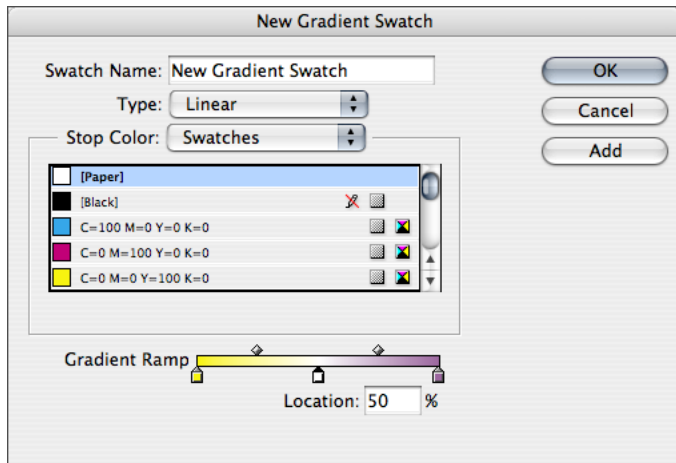 New Gradient Swatch
Swatch Name: New Gradient Swatch
OK
Type: Linear
Cancel
Stop Color: Swatches
Add
[Paper]
[Black]
C=100 M=0 Y=0 K=0
C=0 M=100 Y=0 K=0
C=0 M=0 Y=100 K=0
Gradient Ramp
Location: 50 %